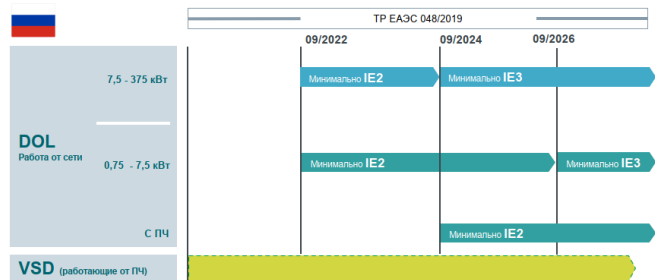 ТР ЕАЭС 048/2019
09/2022
09/2024
09/2026
7,5 - 375 кВт
Минимально IE2
Минимально IE3
DOL
Работа от сети
0,75 - 7,5 кВт
Минимально IE2
Минимально IE3
С ПЧ
Минимально IE2
VSD (работающие от ПЧ)